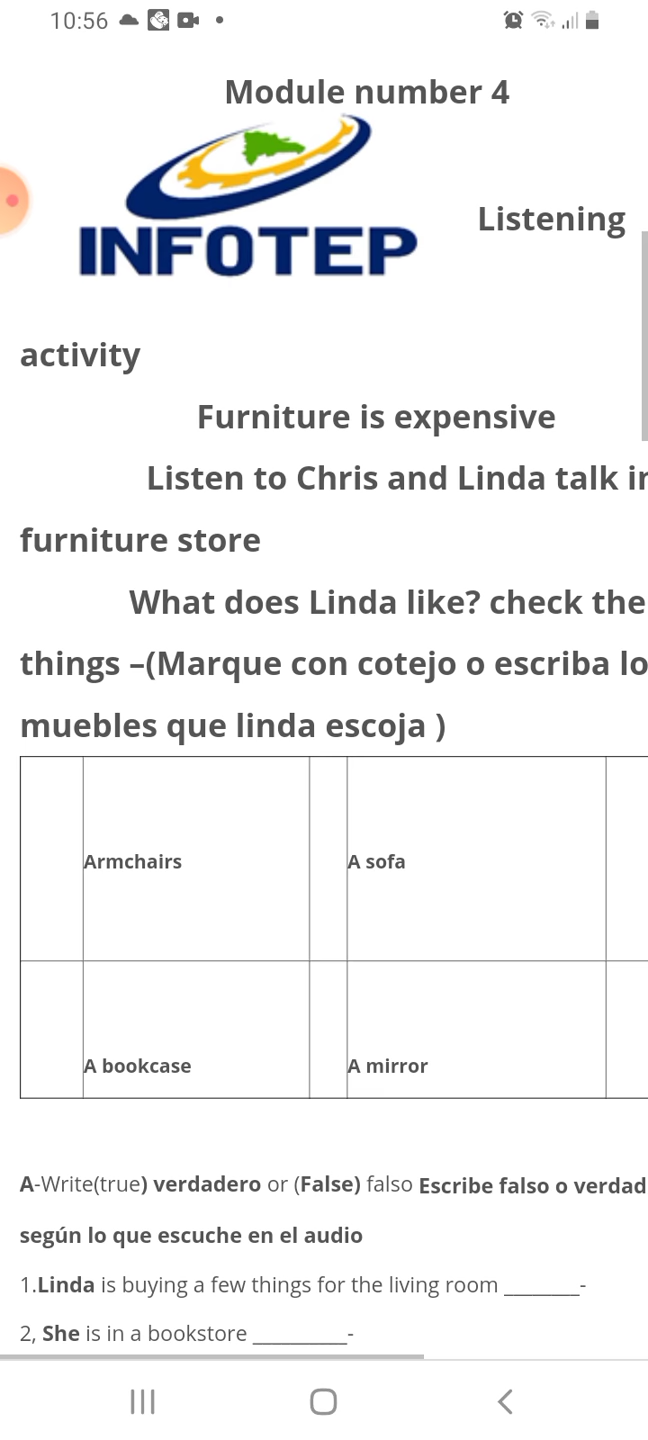 10:56
Module number 4
INFOTEP
Listening
activity
Furniture is expensive
Listen to Chris and Linda talk in
furniture store
What does Linda like? check the
things –(Marque con cotejo o escriba lo
muebles que linda escoja )
Armchairs
A sofa
A bookcase
A mirror
A-Write(true) verdadero or (False) falso Escribe falso o verdad
según lo que escuche en el audio
1.Linda is buying a few things for the living room ________-
2, She is in a bookstore __________-